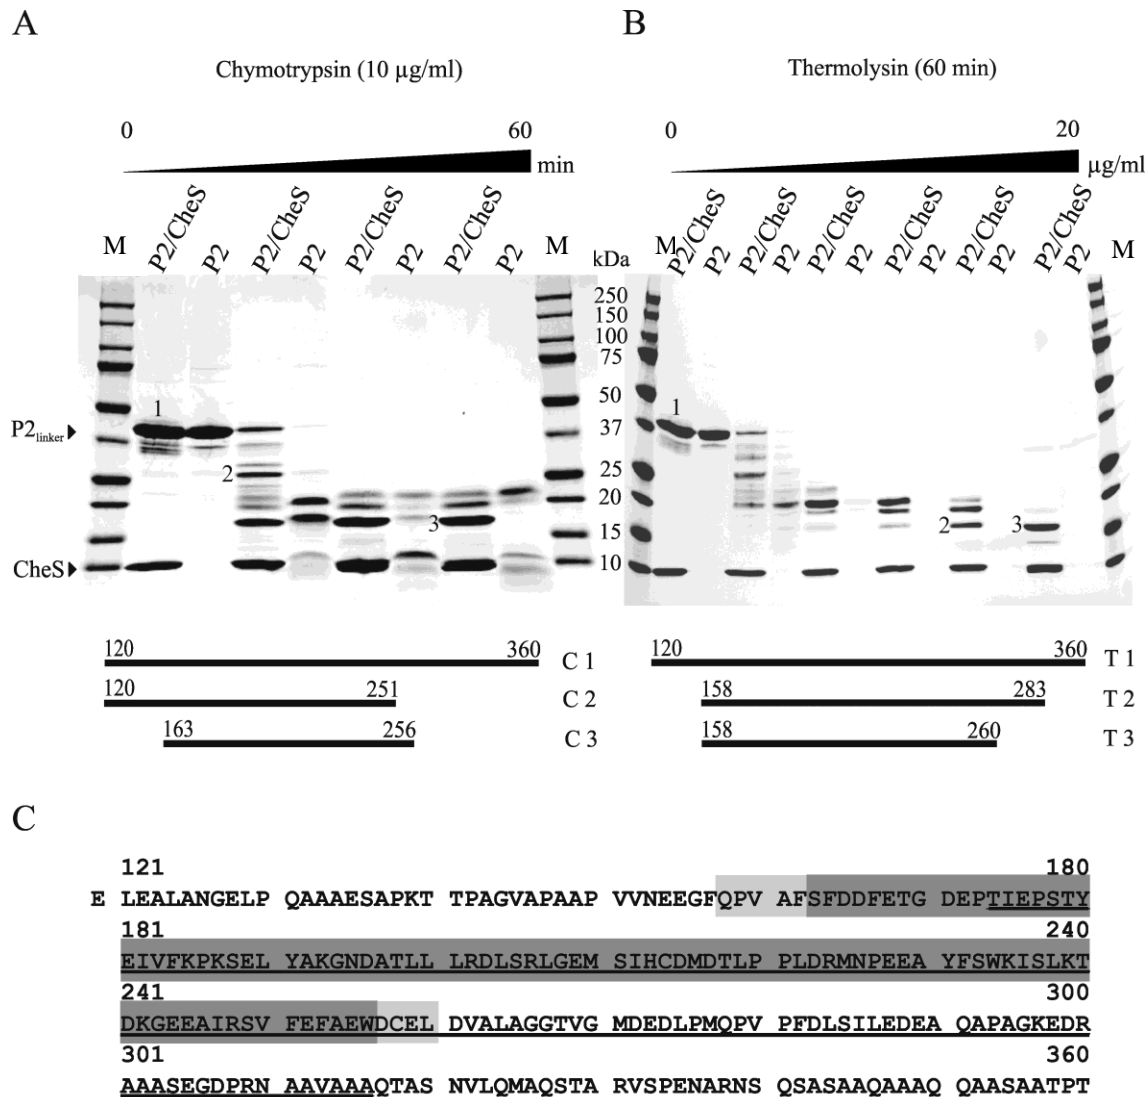 A
B
Chymotrypsin (10 µg/ml)
Thermolysin (60 min)
0
60
min
0
20
µg/ml
M
P2/CheS
P2
P2/CheS
P2
P2/CheS
P2
P2/CheS
P2
M
kDa
M
P2/CheS
P2
P2/CheS
P2
P2/CheS
P2
P2/CheS
P2
P2/CheS
P2
P2/CheS
P2
M
250
150
100
75
50
37
25
20
15
10
P2linker
CheS
1
2
3
1
2
3
120 360 C 1
120 251 C 2
163 256 C 3
120 360 T 1
158 283 T 2
158 260 T 3
C
121 180
E LEALANGELP QAAAESAPKT TPAGVAPAAP VVNEEGFQPV AFSFDDFETG DEPTIEPSTY
181 240
EIVFKPKSEL YAKGNDATLL LRDLSRLGEM SIHCDMDTLP PLDRMNPEEA YFSWKISLKT
241 300
DKGEEAIRSV FEFAEWDCEL DVALAGGTVG MDEDLPMQPV PFDLSILEDEA QAPAGKEDR
301 360
AAASEGDPRN AAVAAAQTAS NVLQMAQSTA RVSPENARNS QSASAAQAAAQ QAASAATPT